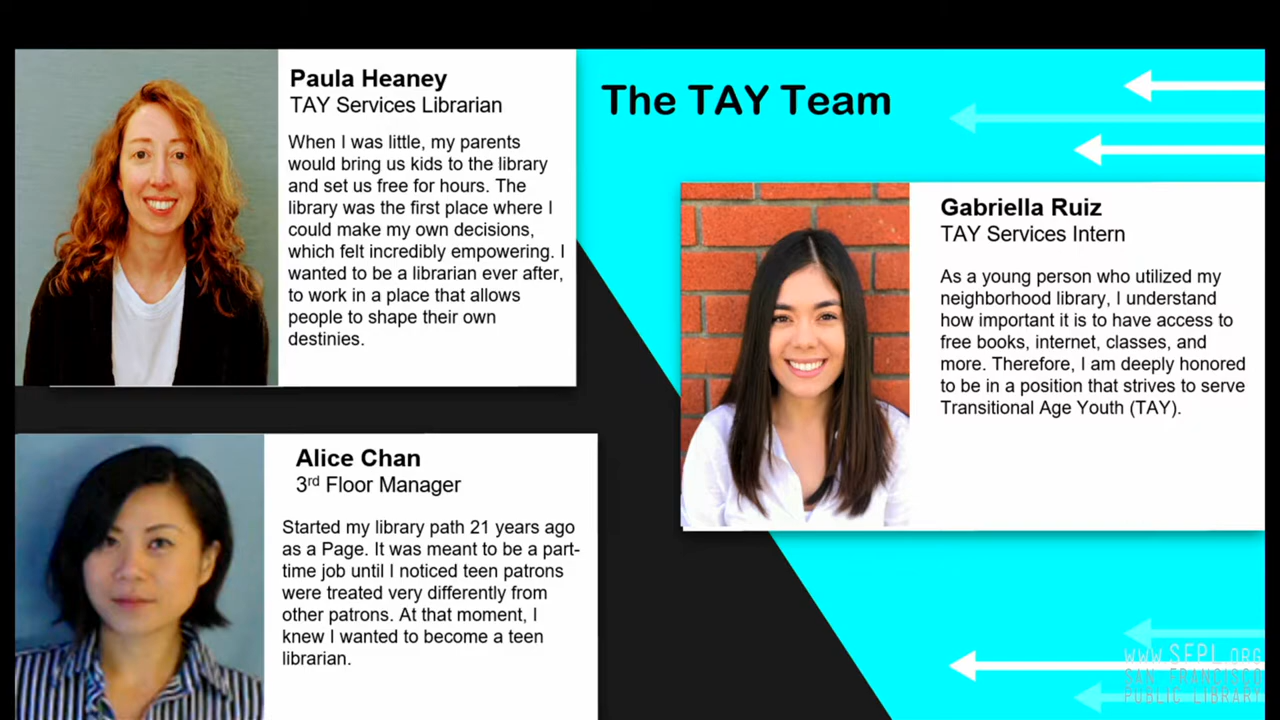 Paula Heaney
TAY Services Librarian
When I was little, my parents
would bring us kids to the library
and set us free for hours. The
library was the first place where I
could make my own decisions,
which felt incredibly empowering. I
wanted to be a librarian ever after,
to work in a place that allows
people to shape their own
destinies.
The TAY Team
Gabriella Ruiz
TAY Services Intern
As a young person who utilized my
neighborhood library, I understand
how important it is to have access to
free books, internet, classes, and
more. Therefore, I am deeply honored
to be in a position that strives to serve
Transitional Age Youth (TAY).
Alice Chan
3rd Floor Manager
Started my library path 21 years ago
as a Page. It was meant to be a part-
time job until I noticed teen patrons
were treated very differently from
other patrons. At that moment, I
knew I wanted to become a teen
librarian.
WWW.SFPL.ORG
SAN FRANCISCO
PUBLIC LIBRARY